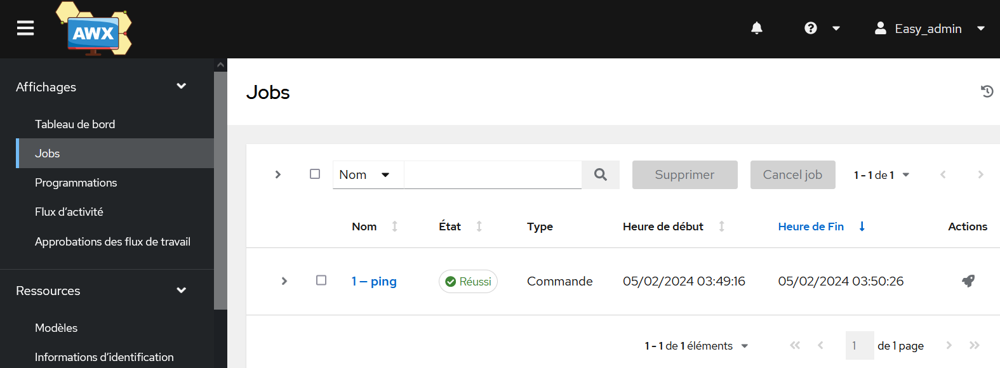 AWX
Easy_admin
Affichages
Tableau de bord
Jobs
Programmations
Flux d’activité
Approbations des flux de travail
Ressources
Modèles
Informations d’identification
Jobs
Nom
Supprimer
Cancel job
1 - 1 de 1
Nom État Type Heure de début Heure de Fin Actions
1 — ping Réussi Commande 05/02/2024 03:49:16 05/02/2024 03:50:26
1 - 1 de 1 éléments 1 de 1 page